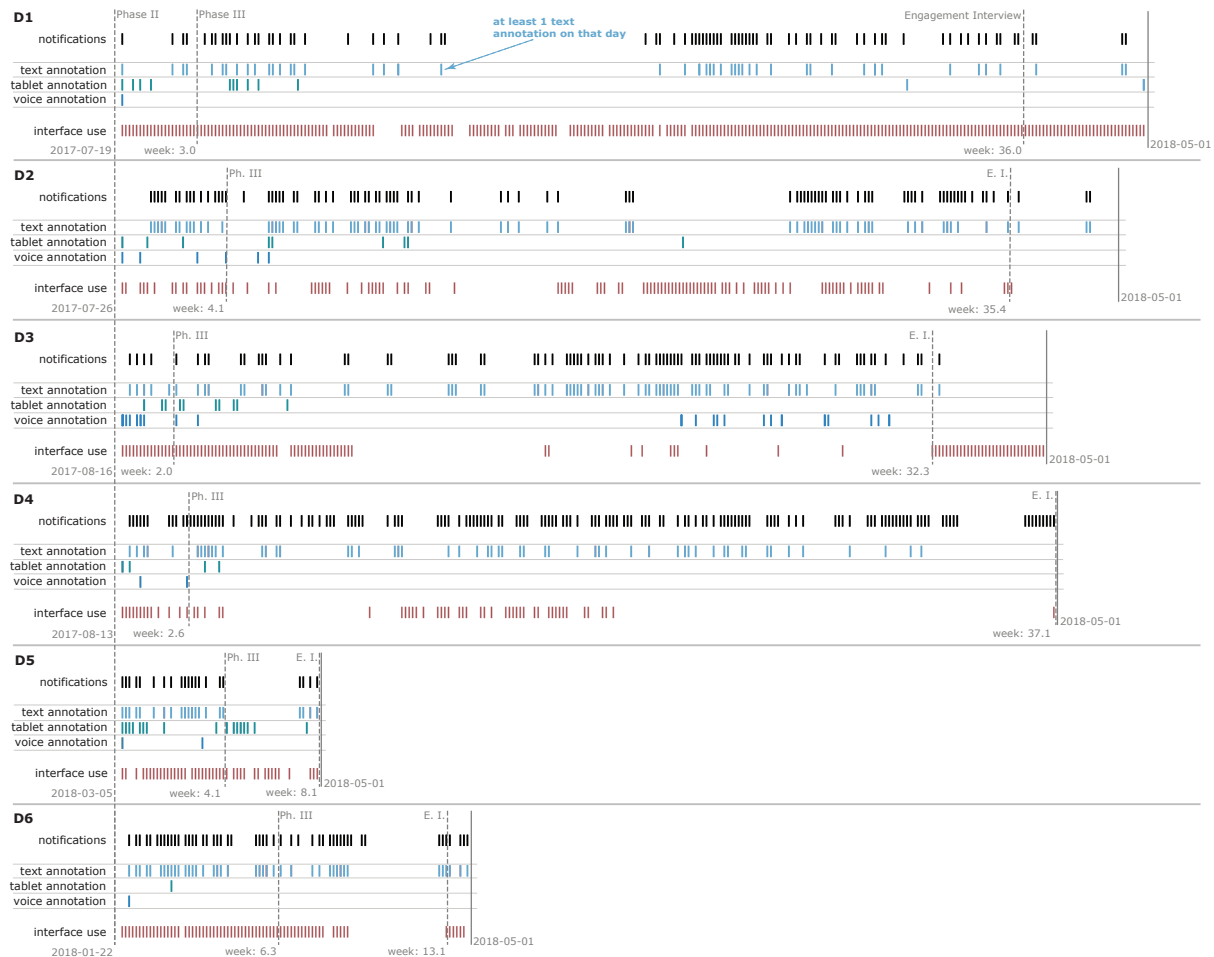 D1
Phase II
Phase III
at least 1 text
annotation on that day
Engagement Interview
notifications
text annotation
tablet annotation
voice annotation
interface use
2017-07-19
week: 3.0
week: 36.0
2018-05-01
D2
Ph. III
E. I.
notifications
text annotation
tablet annotation
voice annotation
interface use
2017-07-26
week: 4.1
week: 35.4
2018-05-01
D3
Ph. III
E. I.
notifications
text annotation
tablet annotation
voice annotation
interface use
2017-08-16
week: 2.0
week: 32.3
2018-05-01
D4
Ph. III
E. I.
notifications
text annotation
tablet annotation
voice annotation
interface use
2017-08-13
week: 2.6
week: 37.1
2018-05-01
D5
Ph. III
E. I.
notifications
text annotation
tablet annotation
voice annotation
interface use
2018-03-05
week: 4.1
week: 8.1
2018-05-01
D6
Ph. III
E. I.
notifications
text annotation
tablet annotation
voice annotation
interface use
2018-01-22
week: 6.3
week: 13.1
2018-05-01